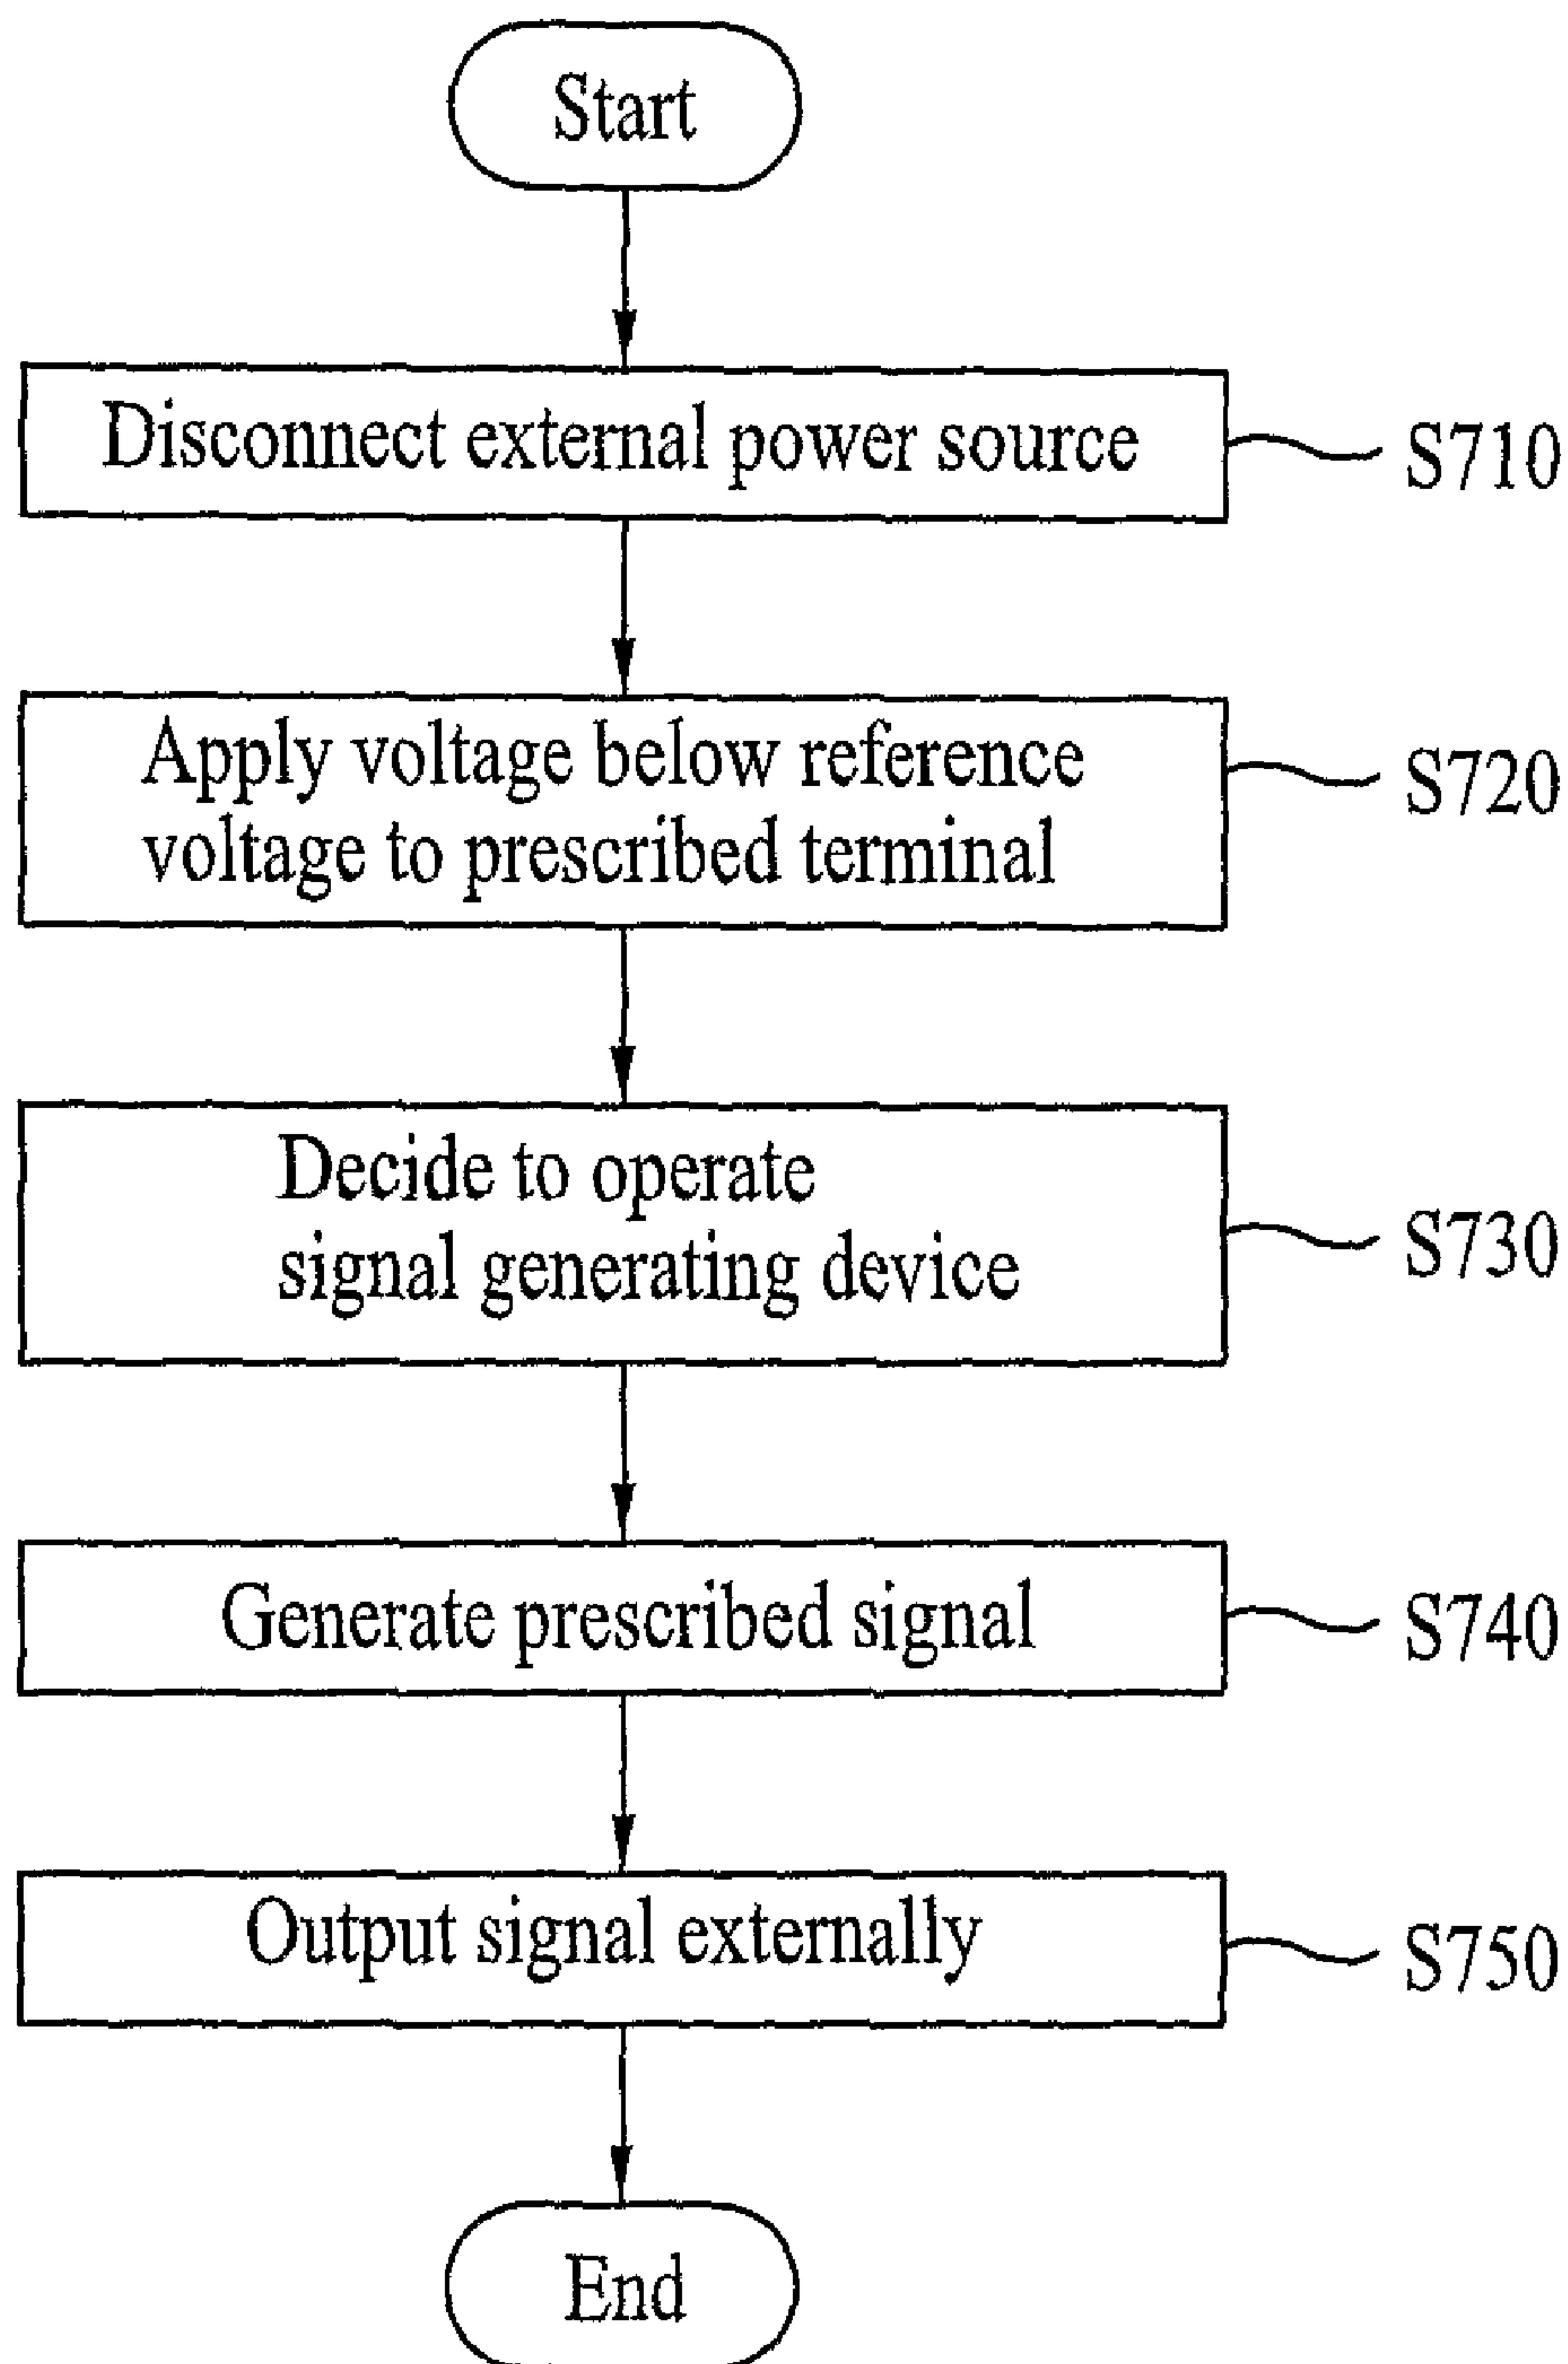 Start
Disconnect external power source
S710
Apply voltage below reference
voltage to prescribed terminal
S720
Decide to operate
signal generating device
S730
Generate prescribed signal
S740
Output signal externally
S750
End